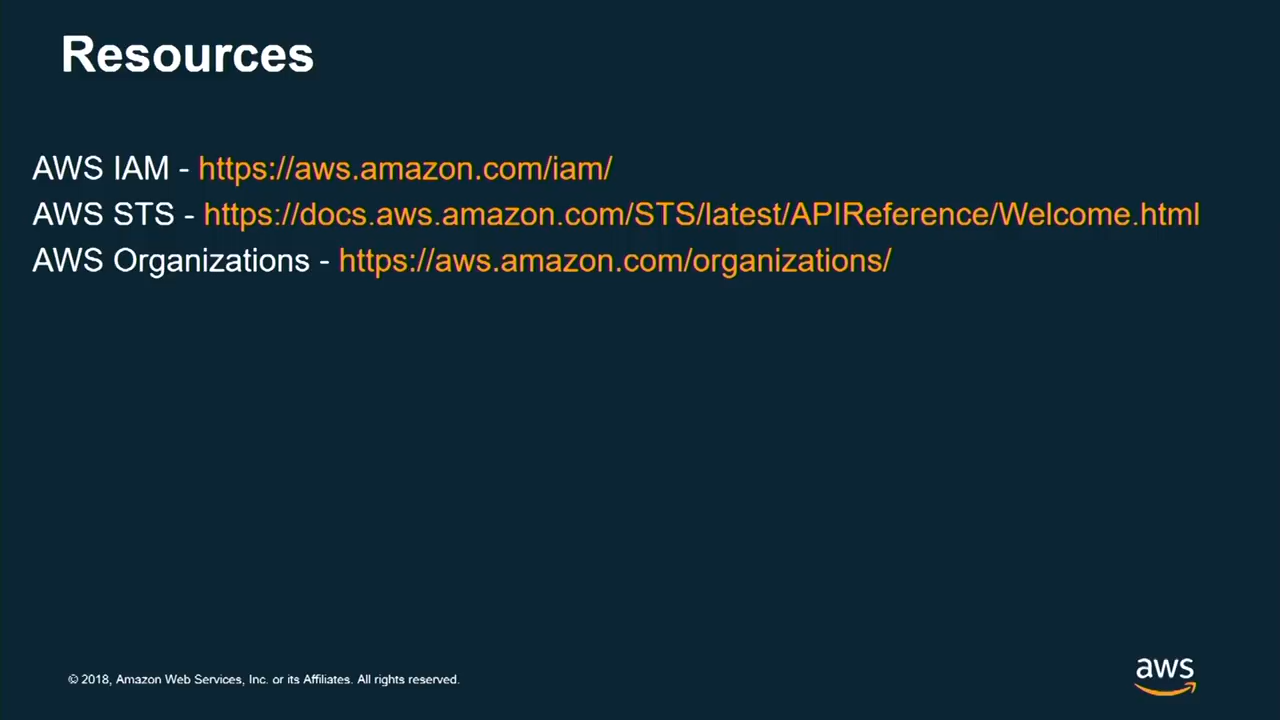 Resources
AWS IAM - https://aws.amazon.com/iam/
AWS STS - https://docs.aws.amazon.com/STS/latest/APIReference/Welcome.html
AWS Organizations - https://aws.amazon.com/organizations/
© 2018, Amazon Web Services, Inc. or its Affiliates. All rights reserved.
aws